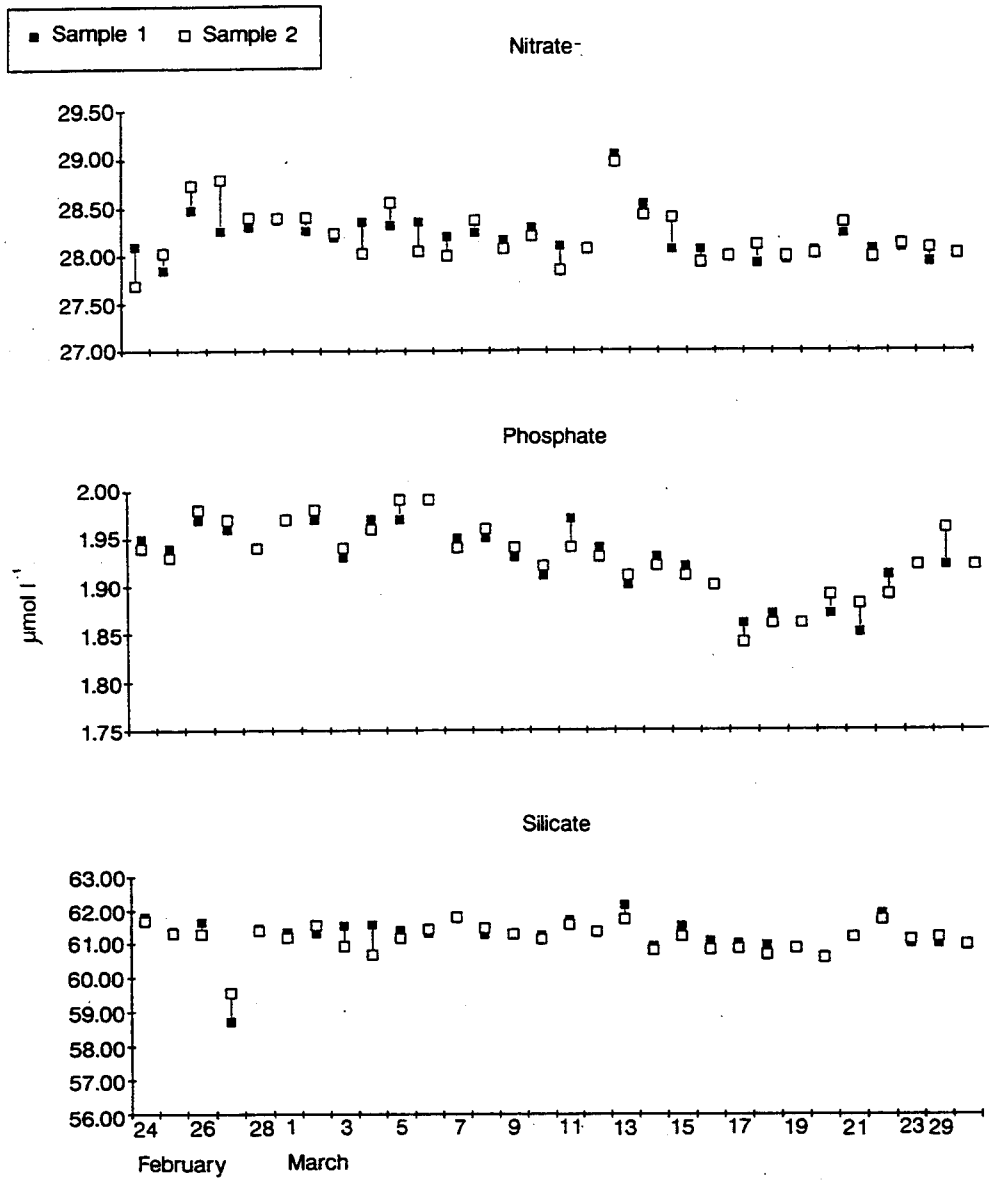 Sample 1 Sample 2
Nitrate
29.50
29.00
28.50
28.00
27.50
27.00
Phosphate
µmol l⁻¹
2.00
1.95
1.90
1.85
1.80
1.75
Silicate
63.00
62.00
61.00
60.00
59.00
58.00
57.00
56.00
24 26 28 1 3 5 7 9 11 13 15 17 19 21 23 29
February March